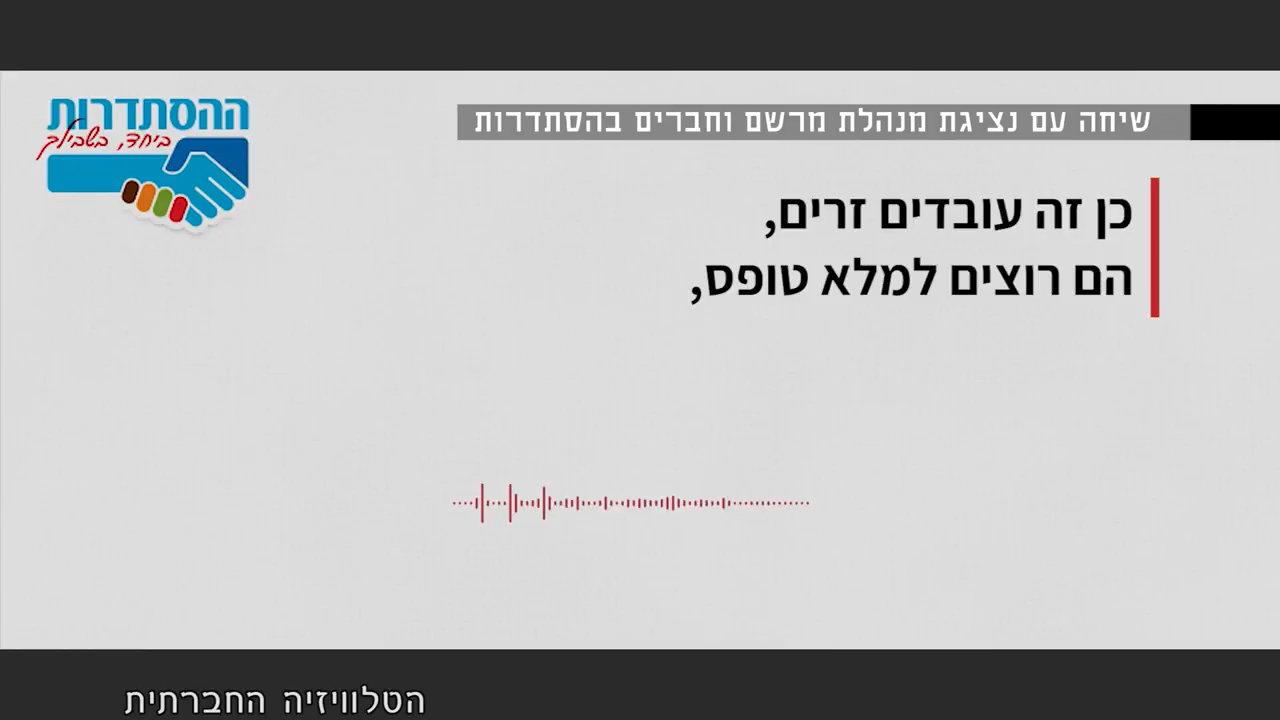 ההסתדרות
ביחד, בשבילך
שיחה עם נציגת מנהלת מרשם וחברים בהסתדרות
כן זה עובדים זרים,
הם רוצים למלא טופס,
הטלוויזיה החברתית